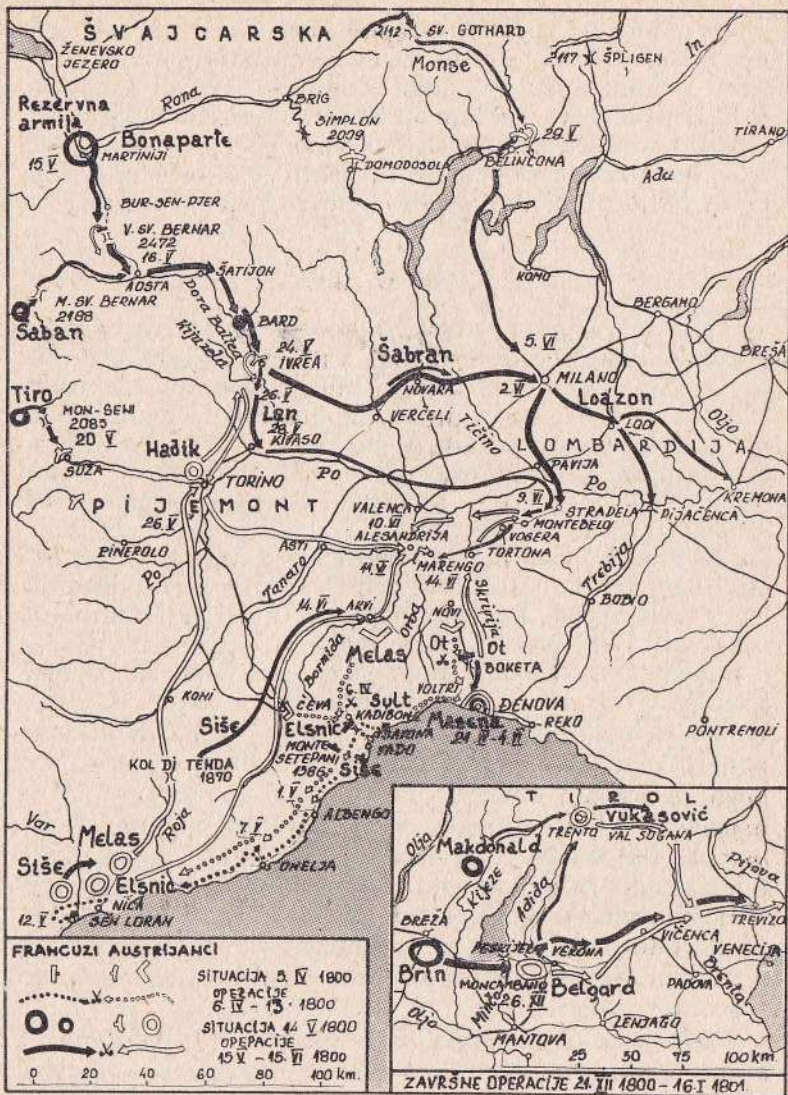 ŠVAJCARSKA
ŽENEVSKO
JEZERO
2112
SV. GOTHARD
Monse
2117
ŠPLIGEN
In
Rezervna
armija
Bonaparte
MARTINIJI
15. V
Rona
BRIG
SIMPLON
2009
DOMODOSOLA
29. V
BELINCONA
TIRANO
Ada
BUR-SEN-PJER
V. SV. BERNAR
2472
16. V
AOSTA
ŠATIJON
M. SV. BERNAR
2188
Šaban
Dora Baltea
Kijuzela
BARD
24. V
IVREA
26. V
Lan
28. V
KIVASO
KOMO
BERGAMO
BREŠA
5. VI
Šabran
NOVARA
2. VI
MILANO
Loazon
LODI
Oljo
VERČELI
Tičino
LOMBARDIJA
Tiro
MON-SENI
2083
20 V
SUZA
Hadik
TORINO
PIJEMONT
26. V
PINEROLO
Po
Po
PAVIJA
Po
KREMONA
VALENCA
10. VI
ALESANDRIJA
9. VI
STRADELA
PIJAČENCA
MONTEBELO
VOGERA
TORTONA
ASTI
Tanaro
11. VI
MARENGO
14. VI
Trebija
BOBIO
14. VI
AKVI
Orba
NOVI
Skrivija
Bormida
Melas
Ot
Ot
BOKETA
6. IV
Sult
KADIBON
VOLTRI
ĐENOVA
ČEVA
Elsnic
MONTE
SETEPANI
1386
SAVONA
VADO
Masena
21. IV-4. VI
REKO
PONTREMOLI
KONI
Siše
Siše
KOL DI TENDA
1870
1. V
ALBENGO
Var
Roja
7. V
ONELJA
Melas
Siše
Elsnic
NICA
12. V
SEN LORAN
TIROL
Vukasović
TRENTO
VAL SUGANA
Makdonald
Oljo
Kijeze
Adiđa
Pijava
BREŽA
PESKIJERA
VERONA
VIČENCA
TREVIZO
VENECIJA
Brin
MONCAMBANO
26. XII
Belgard
PADOVA
Brenta
Minčo
Oljo
LENJAGO
MANTOVA
25 50 75 100 km.
ZAVRŠNE OPERACIJE 21. XII 1800 - 16. I 1801.
FRANCUZI AUSTRIJANCI
SITUACIJA 5. IV 1800
OPERACIJE
6. IV - 13 · 1800
SITUACIJA 14 V 1800
OPERACIJE
15 V - 15. VI 1800
0 20 40 60 80 100 km.